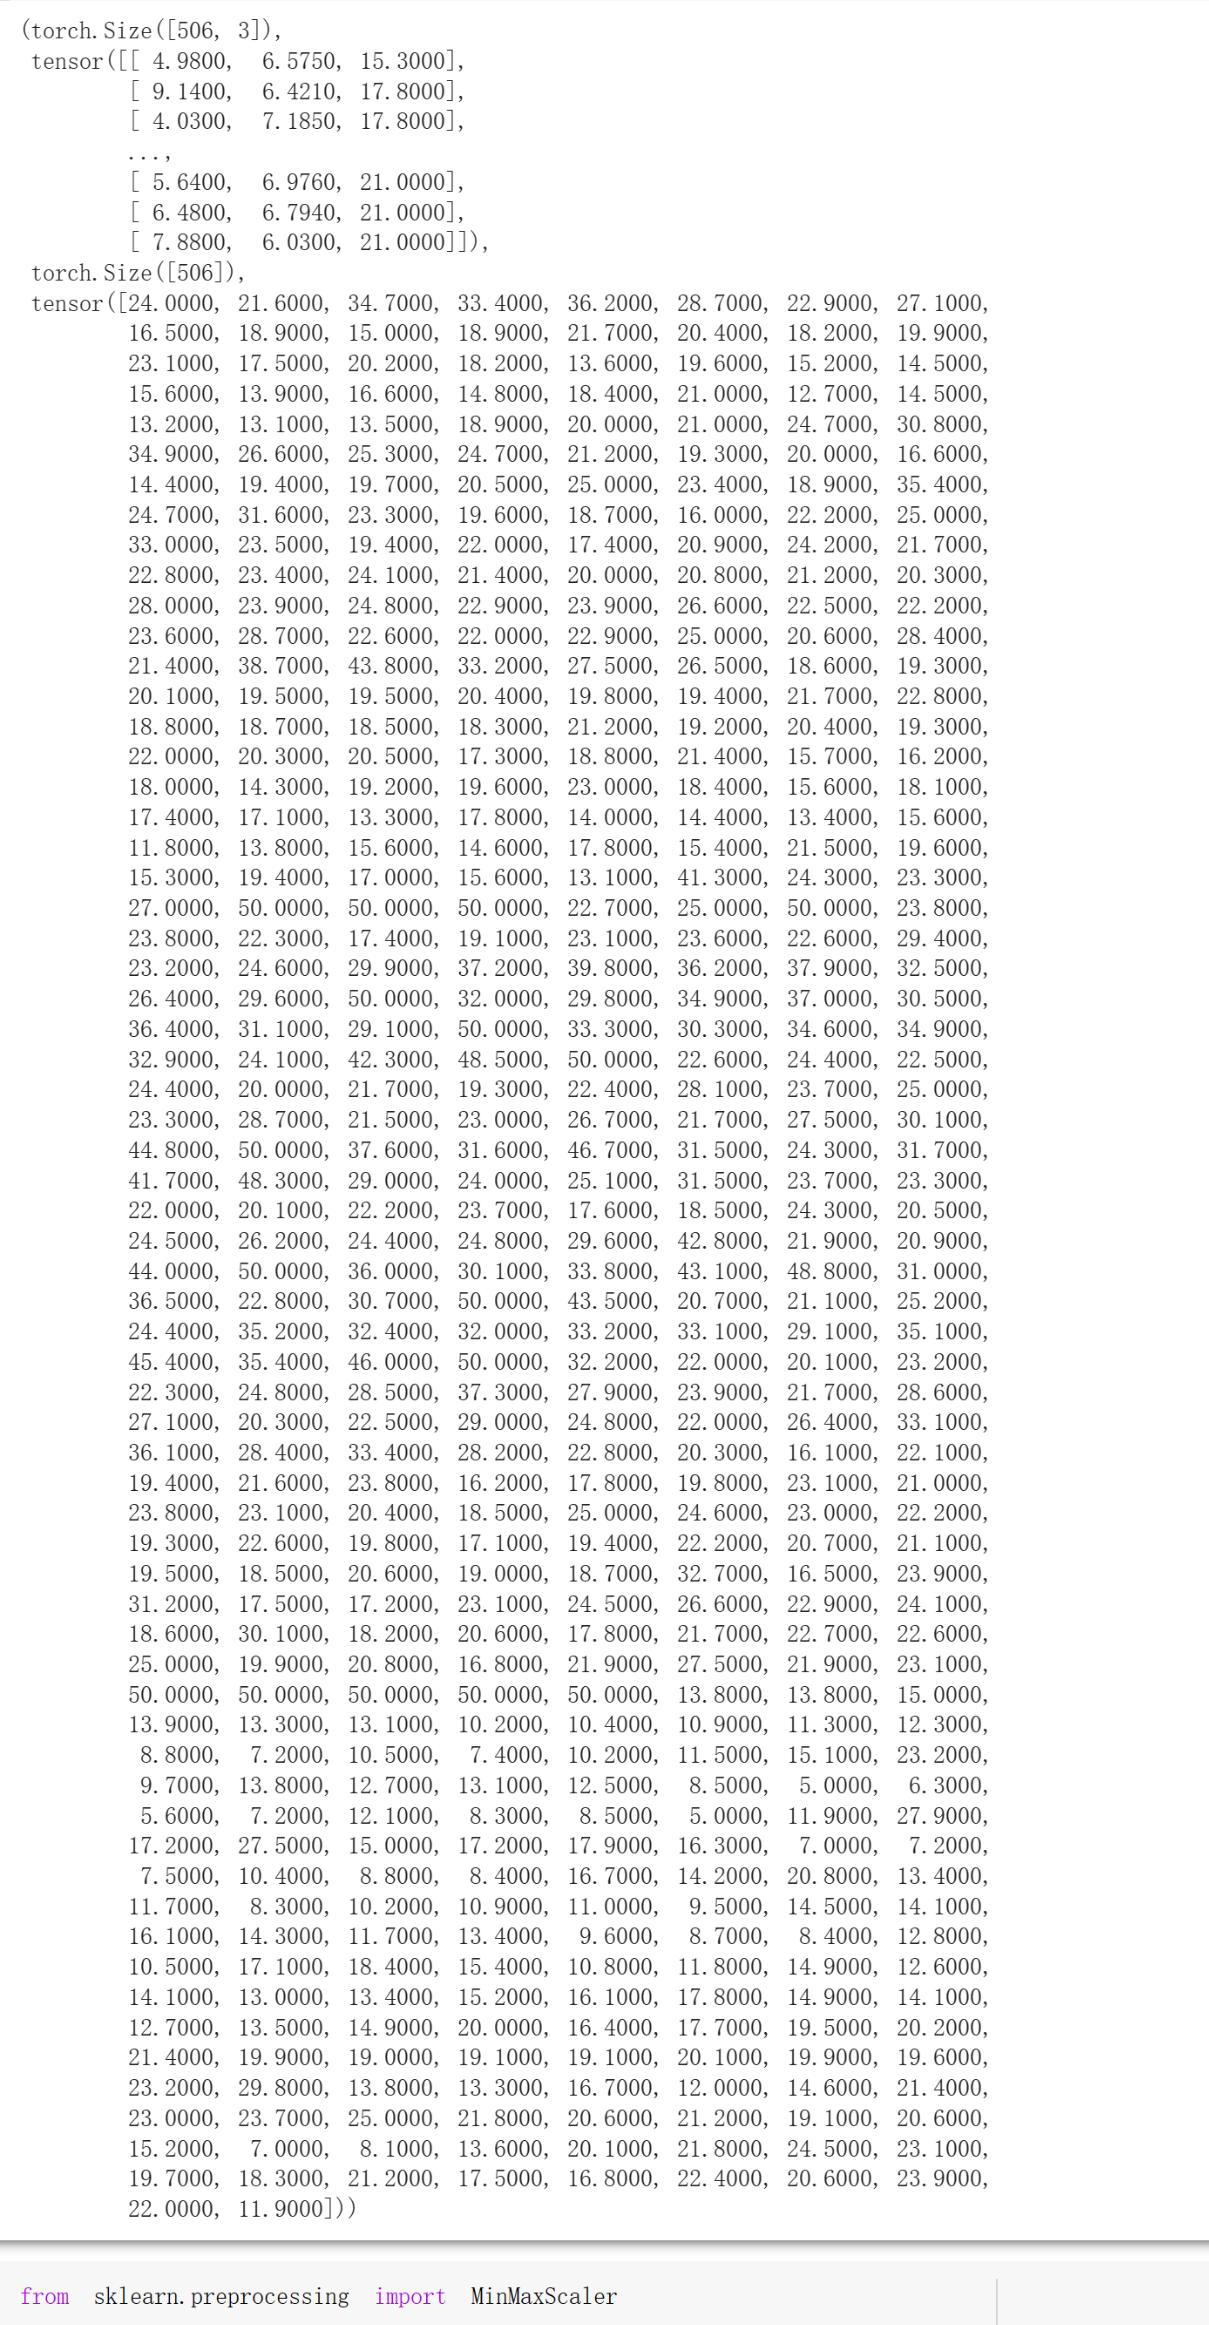 (torch.Size([506, 3]),
tensor([[ 4.9800, 6.5750, 15.3000],
[ 9.1400, 6.4210, 17.8000],
[ 4.0300, 7.1850, 17.8000],
...,
[ 5.6400, 6.9760, 21.0000],
[ 6.4800, 6.7940, 21.0000],
[ 7.8800, 6.0300, 21.0000]]),
torch.Size([506]),
tensor([24.0000, 21.6000, 34.7000, 33.4000, 36.2000, 28.7000, 22.9000, 27.1000,
16.5000, 18.9000, 15.0000, 18.9000, 21.7000, 20.4000, 18.2000, 19.9000,
23.1000, 17.5000, 20.2000, 18.2000, 13.6000, 19.6000, 15.2000, 14.5000,
15.6000, 13.9000, 16.6000, 14.8000, 18.4000, 21.0000, 12.7000, 14.5000,
13.2000, 13.1000, 13.5000, 18.9000, 20.0000, 21.0000, 24.7000, 30.8000,
34.9000, 26.6000, 25.3000, 24.7000, 21.2000, 19.3000, 20.0000, 16.6000,
14.4000, 19.4000, 19.7000, 20.5000, 25.0000, 23.4000, 18.9000, 35.4000,
24.7000, 31.6000, 23.3000, 19.6000, 18.7000, 16.0000, 22.2000, 25.0000,
33.0000, 23.5000, 19.4000, 22.0000, 17.4000, 20.9000, 24.2000, 21.7000,
22.8000, 23.4000, 24.1000, 21.4000, 20.0000, 20.8000, 21.2000, 20.3000,
28.0000, 23.9000, 24.8000, 22.9000, 23.9000, 26.6000, 22.5000, 22.2000,
23.6000, 28.7000, 22.6000, 22.0000, 22.9000, 25.0000, 20.6000, 28.4000,
21.4000, 38.7000, 43.8000, 33.2000, 27.5000, 26.5000, 18.6000, 19.3000,
20.1000, 19.5000, 19.5000, 20.4000, 19.8000, 19.4000, 21.7000, 22.8000,
18.8000, 18.7000, 18.5000, 18.3000, 21.2000, 19.2000, 20.4000, 19.3000,
22.0000, 20.3000, 20.5000, 17.3000, 18.8000, 21.4000, 15.7000, 16.2000,
18.0000, 14.3000, 19.2000, 19.6000, 23.0000, 18.4000, 15.6000, 18.1000,
17.4000, 17.1000, 13.3000, 17.8000, 14.0000, 14.4000, 13.4000, 15.6000,
11.8000, 13.8000, 15.6000, 14.6000, 17.8000, 15.4000, 21.5000, 19.6000,
15.3000, 19.4000, 17.0000, 15.6000, 13.1000, 41.3000, 24.3000, 23.3000,
27.0000, 50.0000, 50.0000, 50.0000, 22.7000, 25.0000, 50.0000, 23.8000,
23.8000, 22.3000, 17.4000, 19.1000, 23.1000, 23.6000, 22.6000, 29.4000,
23.2000, 24.6000, 29.9000, 37.2000, 39.8000, 36.2000, 37.9000, 32.5000,
26.4000, 29.6000, 50.0000, 32.0000, 29.8000, 34.9000, 37.0000, 30.5000,
36.4000, 31.1000, 29.1000, 50.0000, 33.3000, 30.3000, 34.6000, 34.9000,
32.9000, 24.1000, 42.3000, 48.5000, 50.0000, 22.6000, 24.4000, 22.5000,
24.4000, 20.0000, 21.7000, 19.3000, 22.4000, 28.1000, 23.7000, 25.0000,
23.3000, 28.7000, 21.5000, 23.0000, 26.7000, 21.7000, 27.5000, 30.1000,
44.8000, 50.0000, 37.6000, 31.6000, 46.7000, 31.5000, 24.3000, 31.7000,
41.7000, 48.3000, 29.0000, 24.0000, 25.1000, 31.5000, 23.7000, 23.3000,
22.0000, 20.1000, 22.2000, 23.7000, 17.6000, 18.5000, 24.3000, 20.5000,
24.5000, 26.2000, 24.4000, 24.8000, 29.6000, 42.8000, 21.9000, 20.9000,
44.0000, 50.0000, 36.0000, 30.1000, 33.8000, 43.1000, 48.8000, 31.0000,
36.5000, 22.8000, 30.7000, 50.0000, 43.5000, 20.7000, 21.1000, 25.2000,
24.4000, 35.2000, 32.4000, 32.0000, 33.2000, 33.1000, 29.1000, 35.1000,
45.4000, 35.4000, 46.0000, 50.0000, 32.2000, 22.0000, 20.1000, 23.2000,
22.3000, 24.8000, 28.5000, 37.3000, 27.9000, 23.9000, 21.7000, 28.6000,
27.1000, 20.3000, 22.5000, 29.0000, 24.8000, 22.0000, 26.4000, 33.1000,
36.1000, 28.4000, 33.4000, 28.2000, 22.8000, 20.3000, 16.1000, 22.1000,
19.4000, 21.6000, 23.8000, 16.2000, 17.8000, 19.8000, 23.1000, 21.0000,
23.8000, 23.1000, 20.4000, 18.5000, 25.0000, 24.6000, 23.0000, 22.2000,
19.3000, 22.6000, 19.8000, 17.1000, 19.4000, 22.2000, 20.7000, 21.1000,
19.5000, 18.5000, 20.6000, 19.0000, 18.7000, 32.7000, 16.5000, 23.9000,
31.2000, 17.5000, 17.2000, 23.1000, 24.5000, 26.6000, 22.9000, 24.1000,
18.6000, 30.1000, 18.2000, 20.6000, 17.8000, 21.7000, 22.7000, 22.6000,
25.0000, 19.9000, 20.8000, 16.8000, 21.9000, 27.5000, 21.9000, 23.1000,
50.0000, 50.0000, 50.0000, 50.0000, 50.0000, 13.8000, 13.8000, 15.0000,
13.9000, 13.3000, 13.1000, 10.2000, 10.4000, 10.9000, 11.3000, 12.3000,
8.8000, 7.2000, 10.5000, 7.4000, 10.2000, 11.5000, 15.1000, 23.2000,
9.7000, 13.8000, 12.7000, 13.1000, 12.5000, 8.5000, 5.0000, 6.3000,
5.6000, 7.2000, 12.1000, 8.3000, 8.5000, 5.0000, 11.9000, 27.9000,
17.2000, 27.5000, 15.0000, 17.2000, 17.9000, 16.3000, 7.0000, 7.2000,
7.5000, 10.4000, 8.8000, 8.4000, 16.7000, 14.2000, 20.8000, 13.4000,
11.7000, 8.3000, 10.2000, 10.9000, 11.0000, 9.5000, 14.5000, 14.1000,
16.1000, 14.3000, 11.7000, 13.4000, 9.6000, 8.7000, 8.4000, 12.8000,
10.5000, 17.1000, 18.4000, 15.4000, 10.8000, 11.8000, 14.9000, 12.6000,
14.1000, 13.0000, 13.4000, 15.2000, 16.1000, 17.8000, 14.9000, 14.1000,
12.7000, 13.5000, 14.9000, 20.0000, 16.4000, 17.7000, 19.5000, 20.2000,
21.4000, 19.9000, 19.0000, 19.1000, 19.1000, 20.1000, 19.9000, 19.6000,
23.2000, 29.8000, 13.8000, 13.3000, 16.7000, 12.0000, 14.6000, 21.4000,
23.0000, 23.7000, 25.0000, 21.8000, 20.6000, 21.2000, 19.1000, 20.6000,
15.2000, 7.0000, 8.1000, 13.6000, 20.1000, 21.8000, 24.5000, 23.1000,
19.7000, 18.3000, 21.2000, 17.5000, 16.8000, 22.4000, 20.6000, 23.9000,
22.0000, 11.9000]))
from sklearn.preprocessing import MinMaxScaler